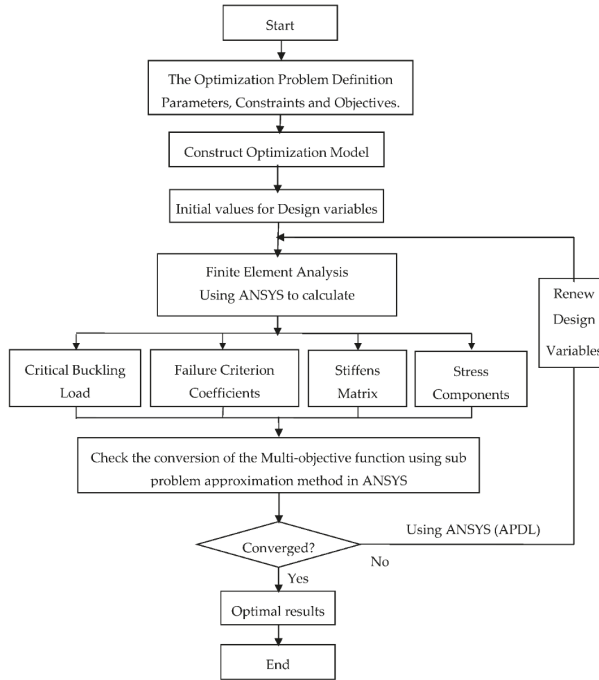 Start
The Optimization Problem Definition
Parameters, Constraints and Objectives.
Construct Optimization Model
Initial values for Design variables
Finite Element Analysis
Using ANSYS to calculate
Renew
Design
Variables
Critical Buckling
Load
Failure Criterion
Coefficients
Stiffens
Matrix
Stress
Components
Check the conversion of the Multi-objective function using sub
problem approximation method in ANSYS
Using ANSYS (APDL)
Converged?
No
Yes
Optimal results
End